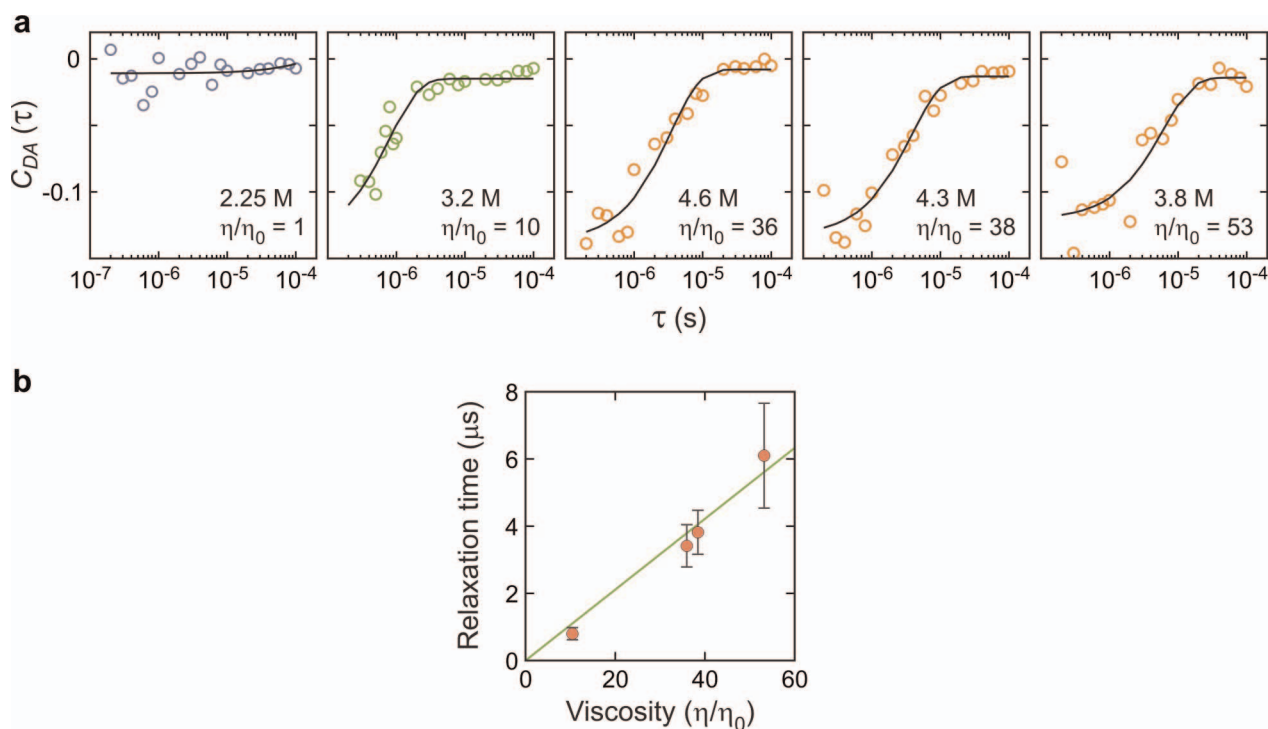 a
C_DA (τ)
0
-0.1
2.25 M
η/η₀ = 1
3.2 M
η/η₀ = 10
4.6 M
η/η₀ = 36
4.3 M
η/η₀ = 38
3.8 M
η/η₀ = 53
10⁻⁷ 10⁻⁶ 10⁻⁵ 10⁻⁴ 10⁻⁶ 10⁻⁵ 10⁻⁴ 10⁻⁶ 10⁻⁵ 10⁻⁴ 10⁻⁶ 10⁻⁵ 10⁻⁴ 10⁻⁶ 10⁻⁵ 10⁻⁴
τ (s)
b
Relaxation time (μs)
8
6
4
2
0
0 20 40 60
Viscosity (η/η₀)